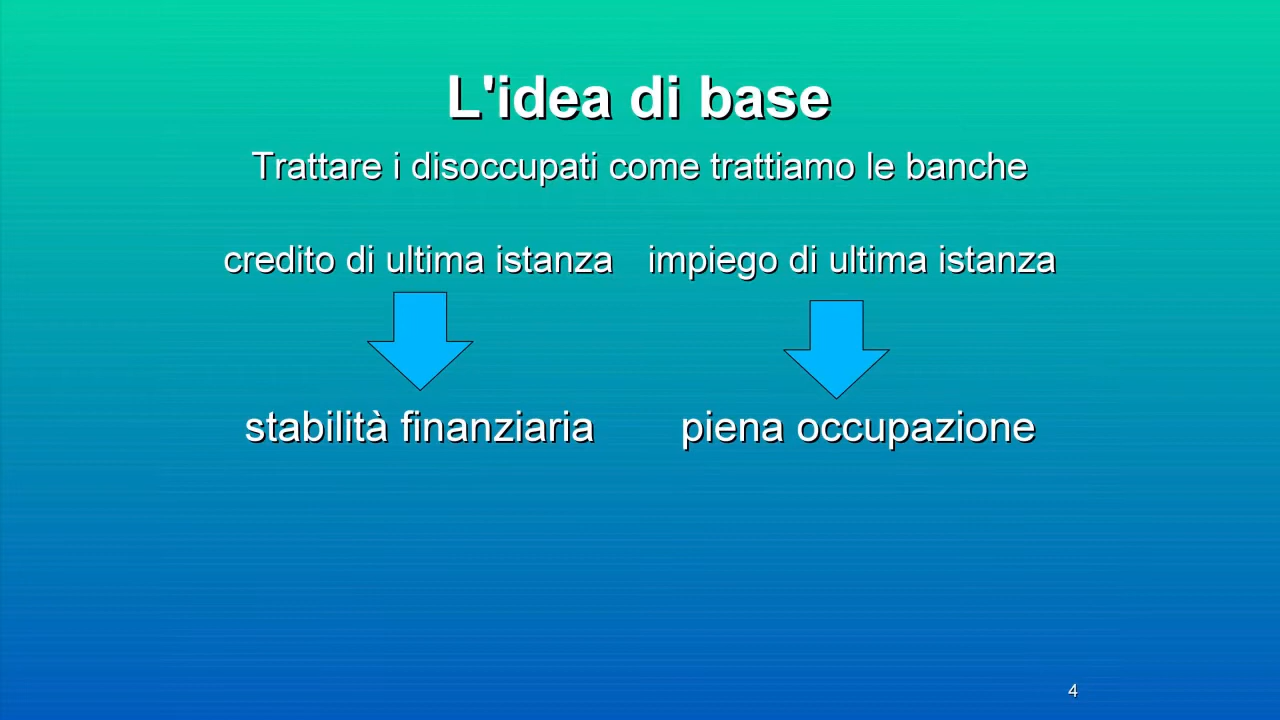 L'idea di base
Trattare i disoccupati come trattiamo le banche
credito di ultima istanza impiego di ultima istanza
stabilità finanziaria piena occupazione
4